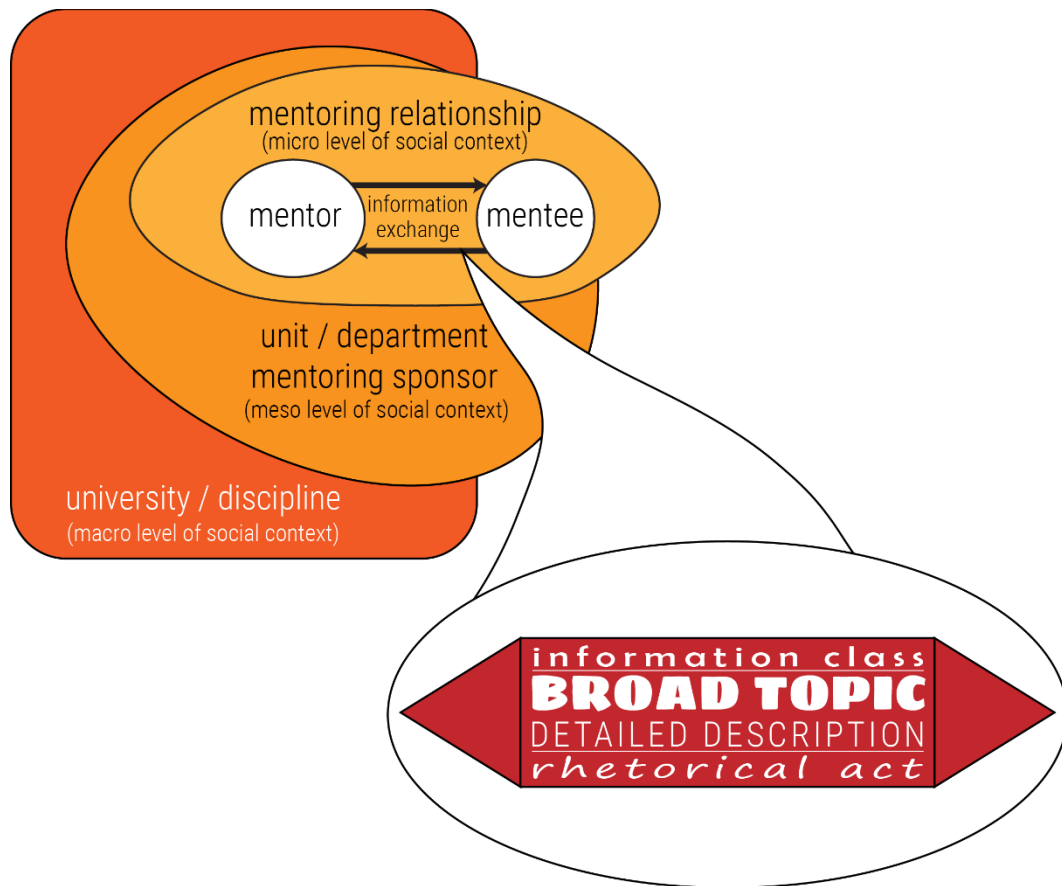 mentoring relationship
(micro level of social context)
mentor
information
exchange
mentee
unit / department
mentoring sponsor
(meso level of social context)
university / discipline
(macro level of social context)
information class
BROAD TOPIC
DETAILED DESCRIPTION
rhetorical act